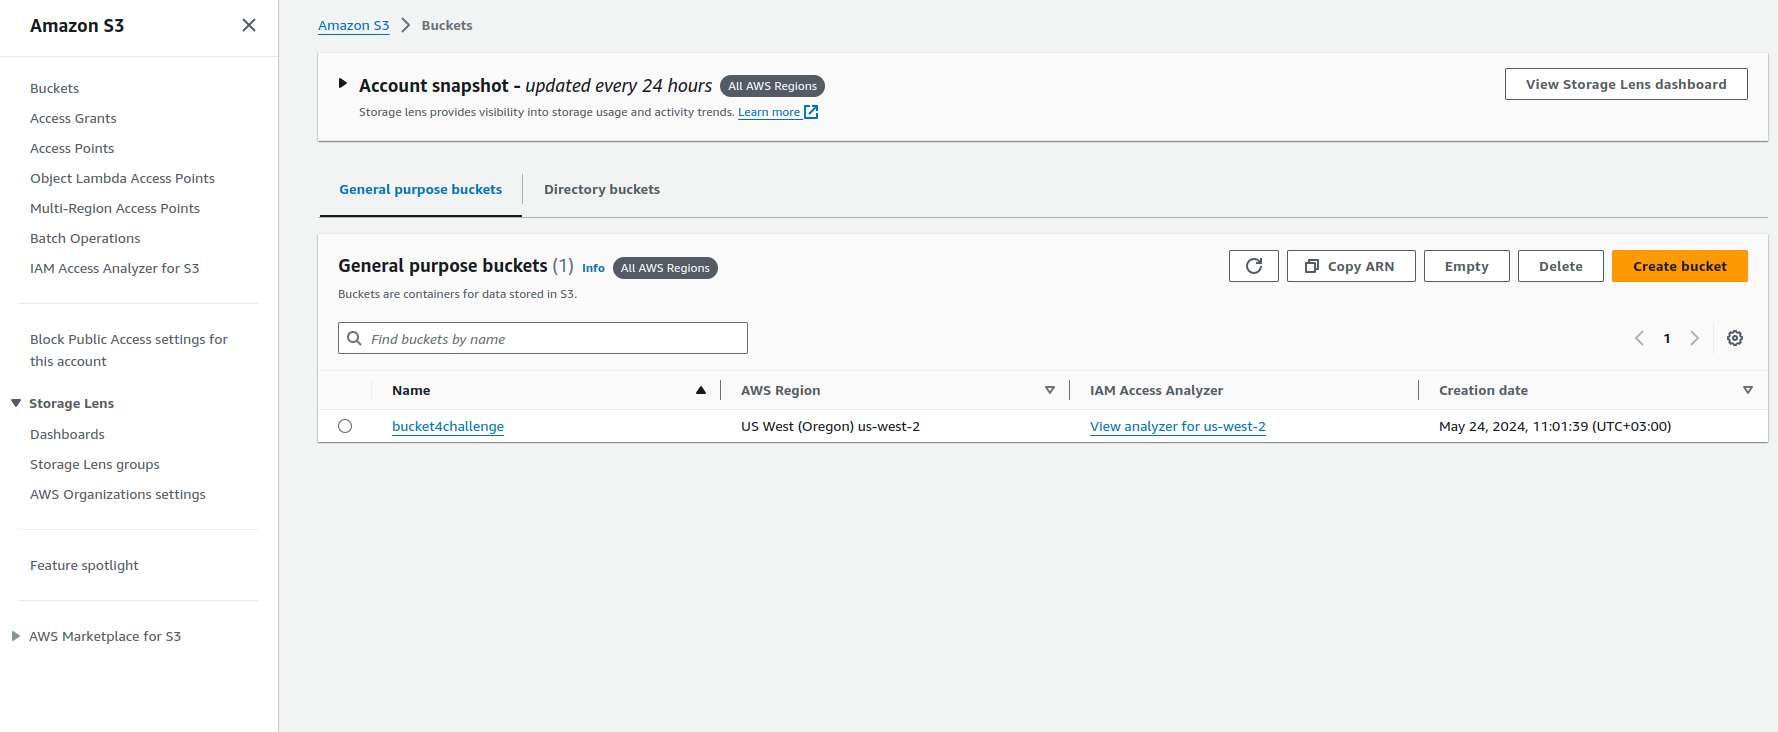 Amazon S3
Buckets
Access Grants
Access Points
Object Lambda Access Points
Multi-Region Access Points
Batch Operations
IAM Access Analyzer for S3
Block Public Access settings for
this account
Storage Lens
Dashboards
Storage Lens groups
AWS Organizations settings
Feature spotlight
AWS Marketplace for S3
Amazon S3 Buckets
Account snapshot - updated every 24 hours All AWS Regions
View Storage Lens dashboard
Storage lens provides visibility into storage usage and activity trends. Learn more
General purpose buckets Directory buckets
General purpose buckets (1) Info All AWS Regions
Copy ARN Empty Delete Create bucket
Buckets are containers for data stored in S3.
Find buckets by name
1
Name AWS Region IAM Access Analyzer Creation date
bucket4challenge US West (Oregon) us-west-2 View analyzer for us-west-2 May 24, 2024, 11:01:39 (UTC+03:00)